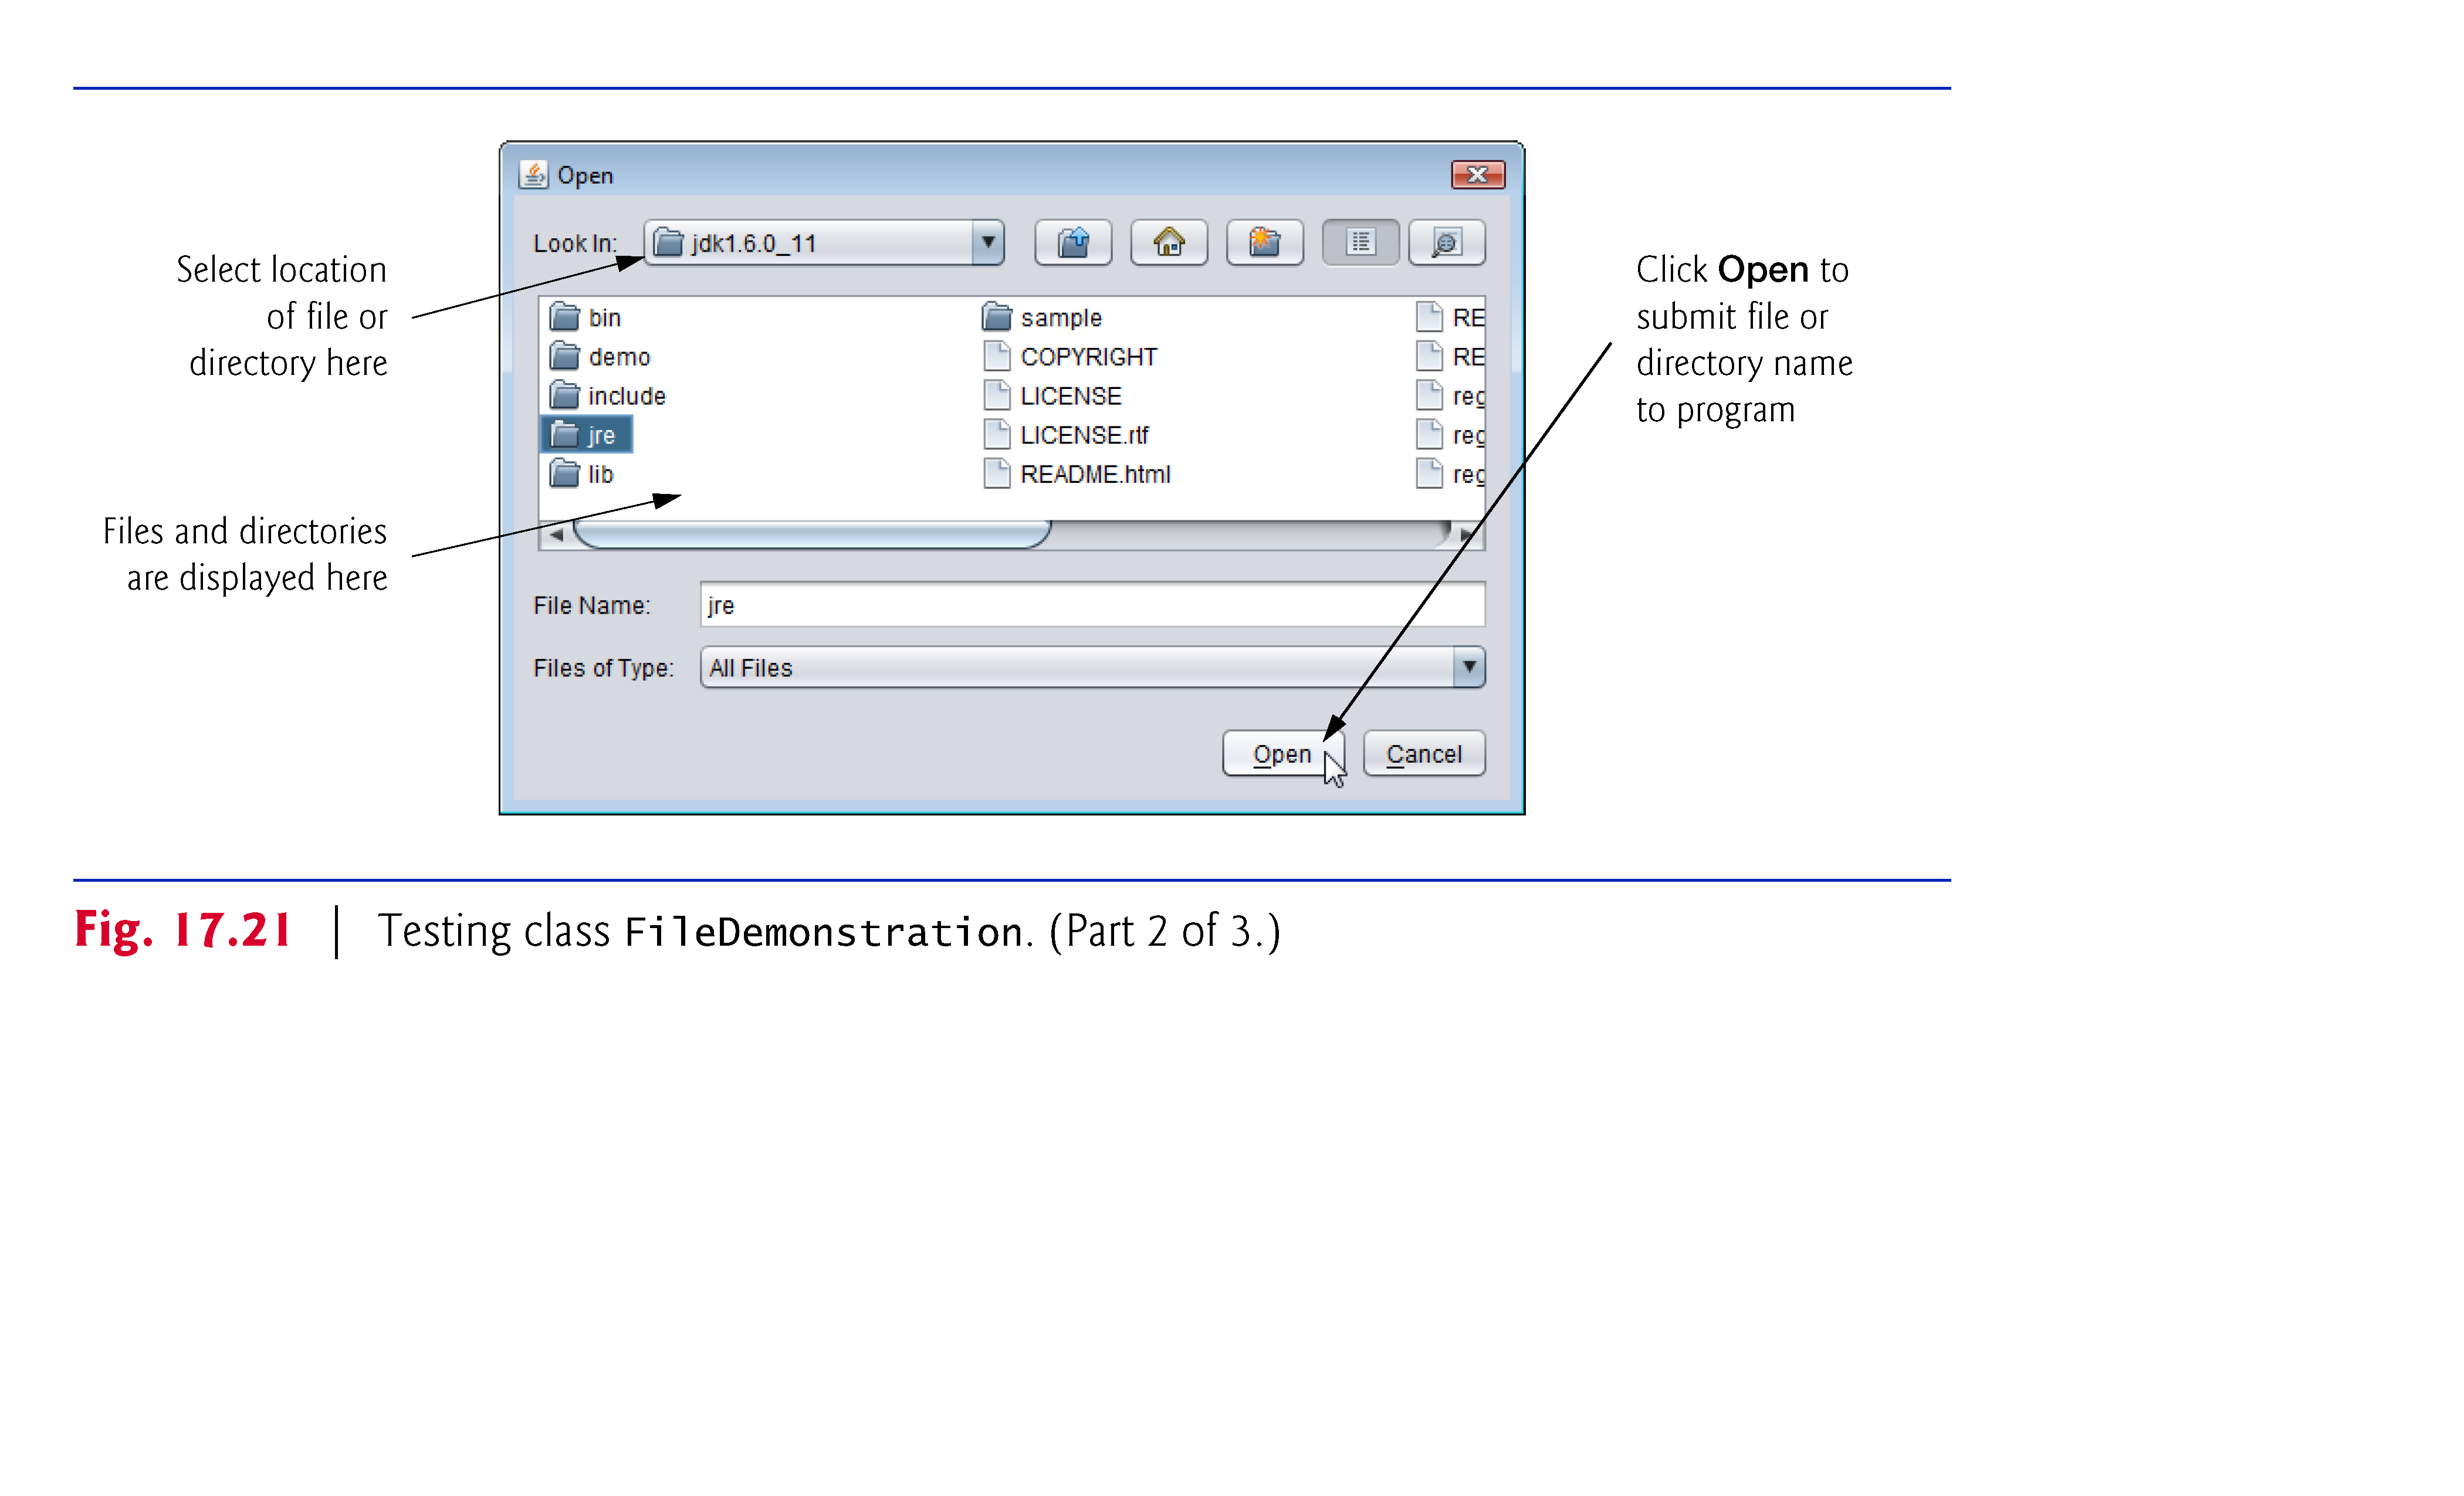 Open
Look In: jdk1.6.0_11
Select location
of file or
directory here
Click Open to
submit file or
directory name
to program
bin
demo
include
jre
lib
sample
COPYRIGHT
LICENSE
LICENSE.rtf
README.html
RE
RE
reg
reg
reg
Files and directories
are displayed here
File Name: jre
Files of Type: All Files
Open Cancel
Fig. 17.21 | Testing class FileDemonstration. (Part 2 of 3.)